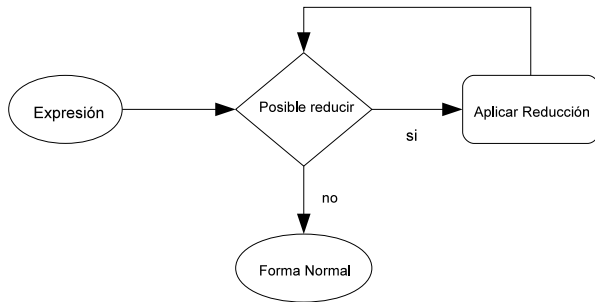 Expresión
Posible reducir
Aplicar Reducción
si
no
Forma Normal